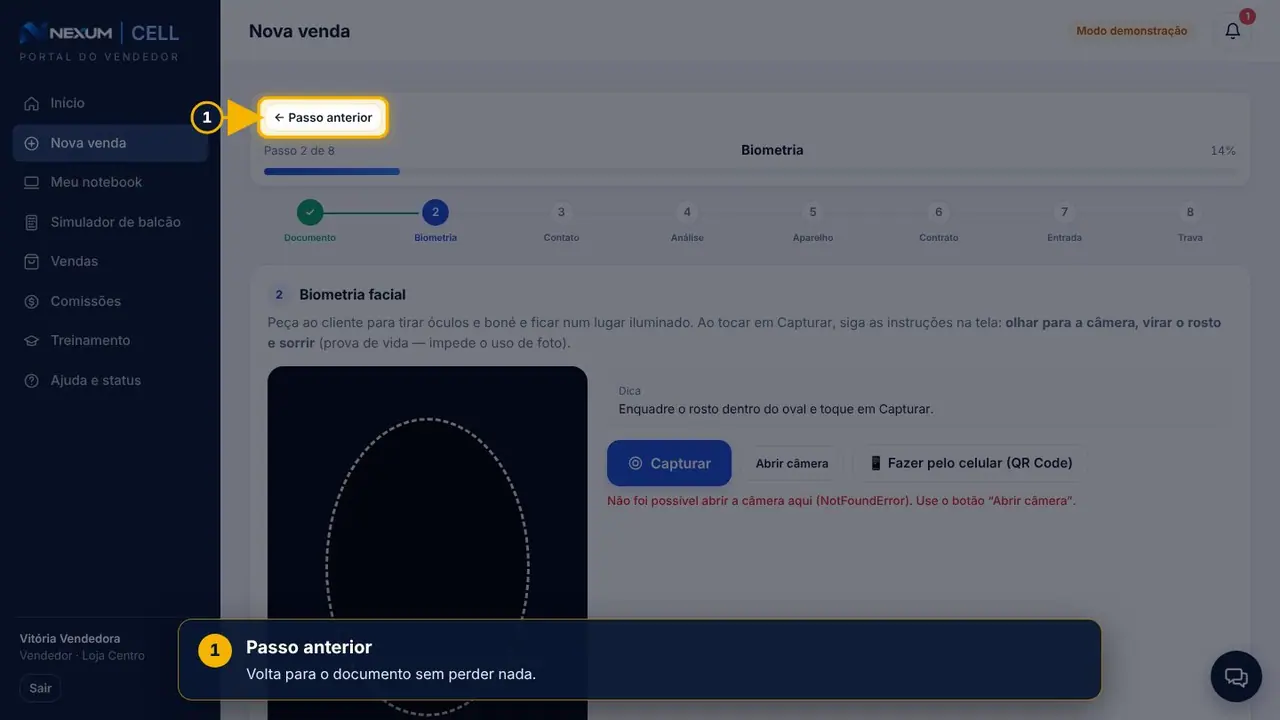 NEXUM | CELL
PORTAL DO VENDEDOR
Início
Nova venda
Meu notebook
Simulador de balcão
Vendas
Comissões
Treinamento
Ajuda e status
Vitória Vendedora
Vendedor · Loja Centro
Sair
Nova venda
Modo demonstração
1
1
← Passo anterior
Passo 2 de 8
Biometria
14%
2
3
4
5
6
7
8
Documento
Biometria
Contato
Análise
Aparelho
Contrato
Entrada
Trava
2
Biometria facial
Peça ao cliente para tirar óculos e boné e ficar num lugar iluminado. Ao tocar em Capturar, siga as instruções na tela: olhar para a câmera, virar o rosto
e sorrir (prova de vida — impede o uso de foto).
Dica
Enquadre o rosto dentro do oval e toque em Capturar.
Capturar
Abrir câmera
Fazer pelo celular (QR Code)
Não foi possível abrir a câmera aqui (NotFoundError). Use o botão “Abrir câmera”.
1
Passo anterior
Volta para o documento sem perder nada.